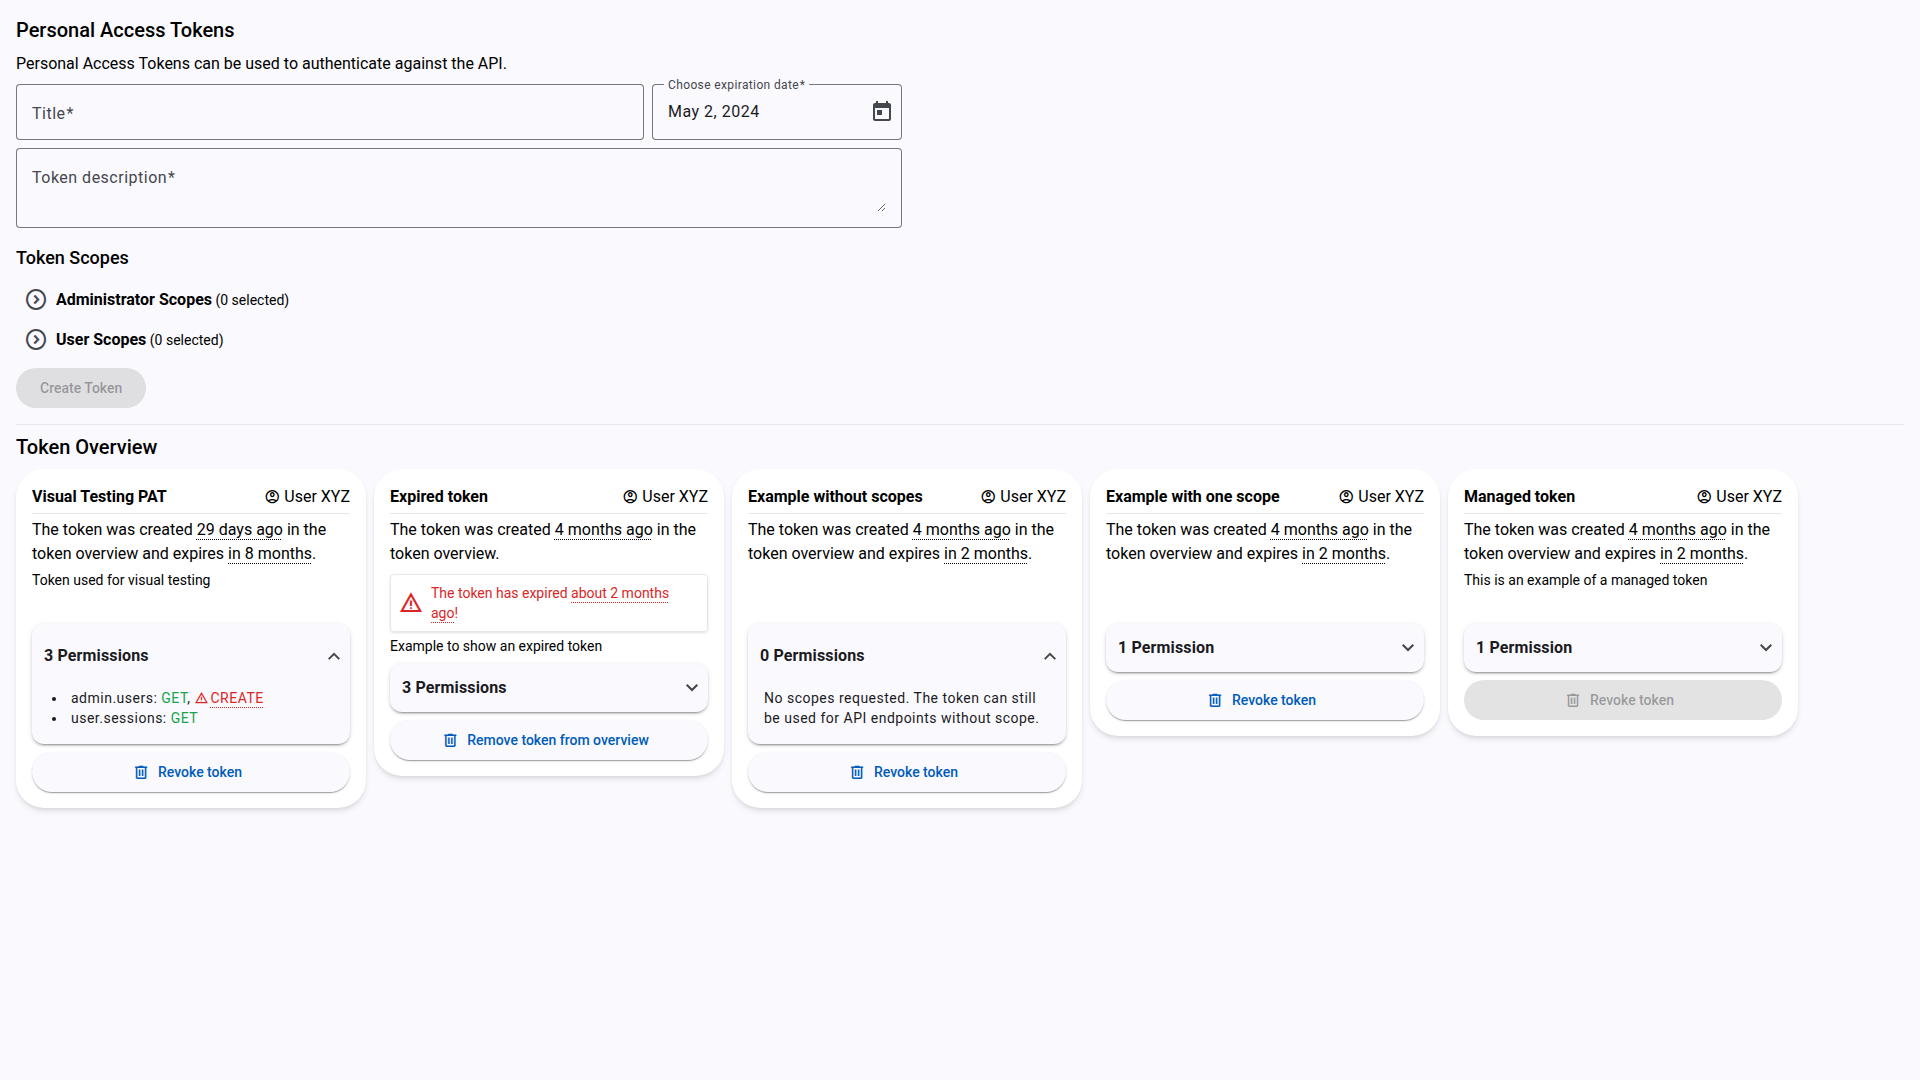 Personal Access Tokens
Personal Access Tokens can be used to authenticate against the API.
Title*
Choose expiration date*
May 2, 2024
Token description*
Token Scopes
Administrator Scopes (0 selected)
User Scopes (0 selected)
Create Token
Token Overview
Visual Testing PAT
User XYZ
The token was created 29 days ago in the
token overview and expires in 8 months.
Token used for visual testing
3 Permissions
• admin.users: GET, CREATE
• user.sessions: GET
Revoke token
Expired token
User XYZ
The token was created 4 months ago in the
token overview.
The token has expired about 2 months
ago!
Example to show an expired token
3 Permissions
Remove token from overview
Example without scopes
User XYZ
The token was created 4 months ago in the
token overview and expires in 2 months.
0 Permissions
No scopes requested. The token can still
be used for API endpoints without scope.
Revoke token
Example with one scope
User XYZ
The token was created 4 months ago in the
token overview and expires in 2 months.
1 Permission
Revoke token
Managed token
User XYZ
The token was created 4 months ago in the
token overview and expires in 2 months.
This is an example of a managed token
1 Permission
Revoke token